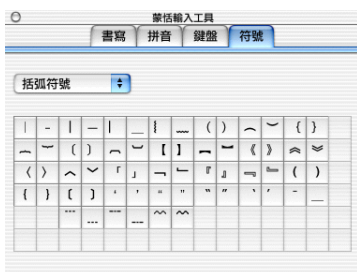 蒙恬輸入工具
書寫 拼音 鍵盤 符號
括弧符號
| - | — | _ ⌇ ﹏ ( ) ︵ ︶ { }
︷ ︸ 〔 〕 ︹ ︺ 【 】 ︻ ︼ 《 》 ︽ ︾
〈 〉 ︿ ﹀ 「 」 ﹁ ﹂ 『 』 ﹃ ﹄ ﹙ ﹚
﹛ ﹜ ﹝ ﹞ ‘ ’ “ ” 〝 〞 ‵ ′ ‾ _
﹉ ﹍ ﹊ ﹎ ﹋ ﹌